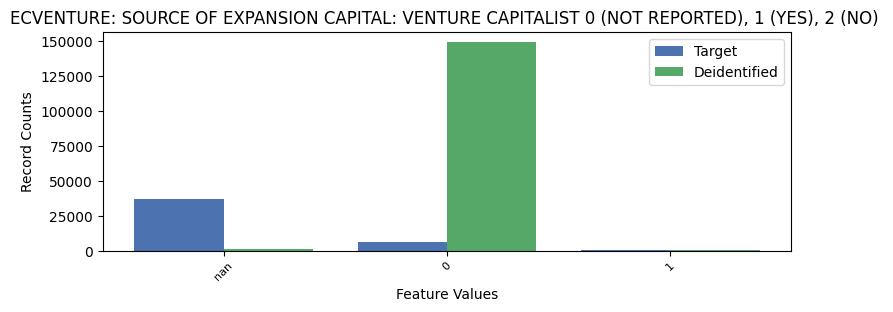 ECVENTURE: SOURCE OF EXPANSION CAPITAL: VENTURE CAPITALIST 0 (NOT REPORTED), 1 (YES), 2 (NO)
150000
125000
100000
75000
50000
25000
0
Record Counts
Target
Deidentified
nan
0
1
Feature Values